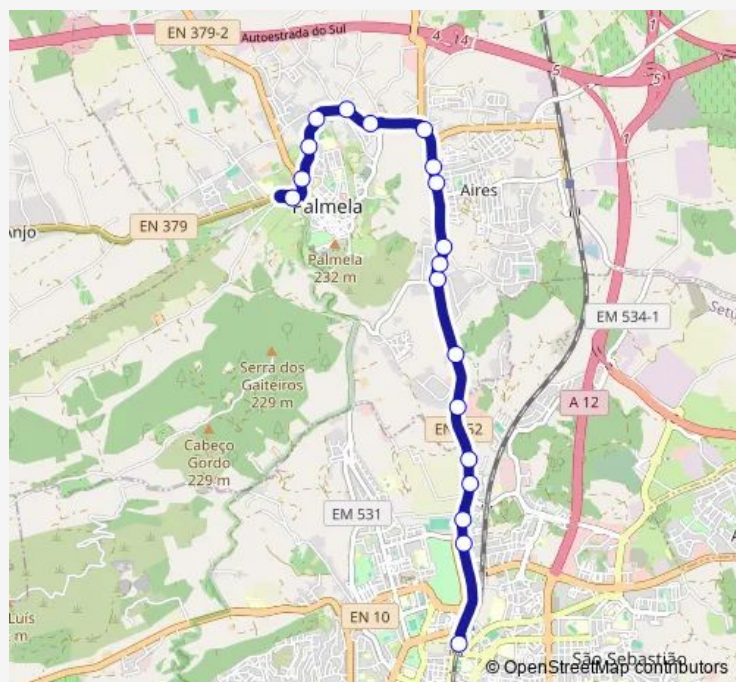 EN 379-2
Autoestrada do Sul
4
14
1
5
5
1
Aires
Palmela
EN 379
njo
Palmela
232 m
Setú
EM 534-1
Serra dos
Gaiteiros
229 m
A 12
Cabeço
Gordo
229 m
EM 531
Luís
m
EN 10
São Sebastião
© OpenStreetMap contributors